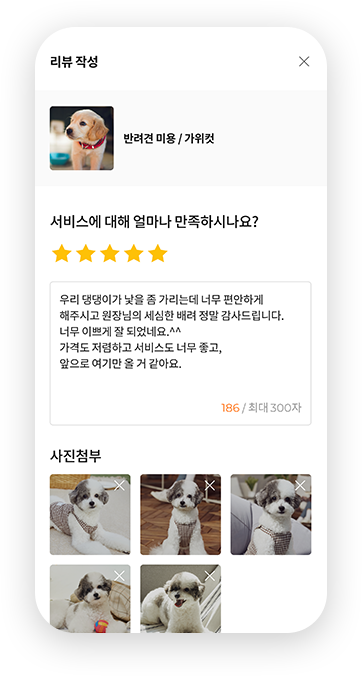 리뷰 작성
반려견 미용 / 가위컷
서비스에 대해 얼마나 만족하시나요?
우리 댕댕이가 낯을 좀 가리는데 너무 편안하게
해주시고 원장님의 세심한 배려 정말 감사드립니다.
너무 이쁘게 잘 되었네요.^^
가격도 저렴하고 서비스도 너무 좋고,
앞으로 여기만 올 거 같아요.
186 / 최대 300자
사진첨부